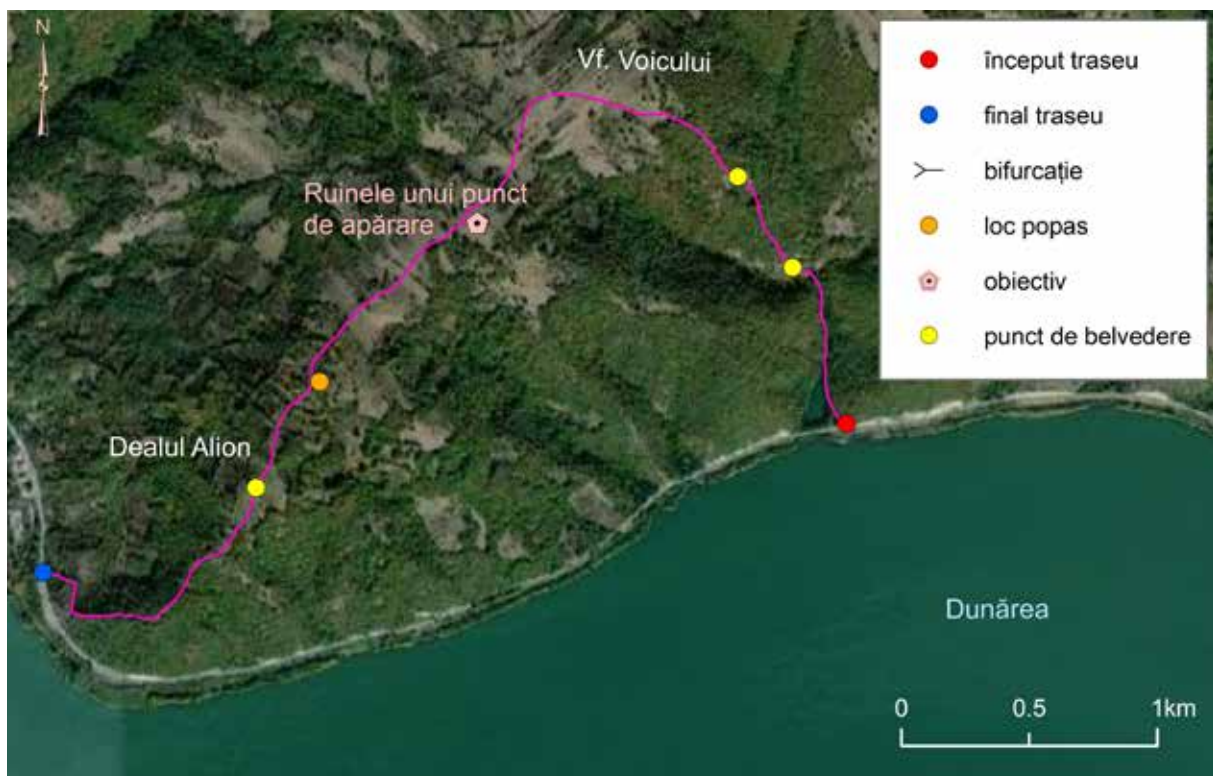 N
Vf. Voicului
Ruinele unui punct
de apărare
Dealul Alion
Dunărea
0 0.5 1km
început traseu
final traseu
bifurcație
loc popas
obiectiv
punct de belvedere